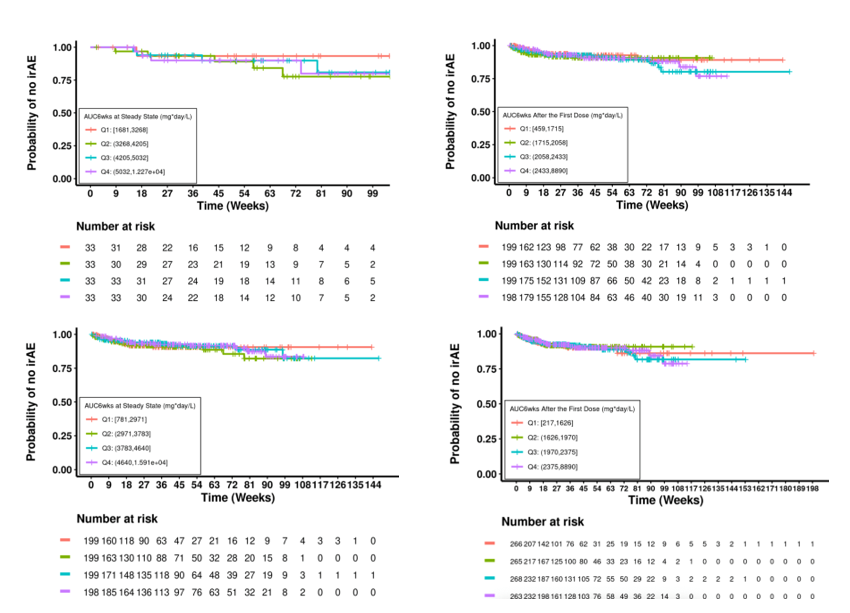 1.00
0.75
0.50
0.25
0.00
Probability of no irAE
AUC6wks at Steady State (mg*day/L)
Q1: [1681,3268]
Q2: (3268,4205]
Q3: (4205,5032]
Q4: (5032,1.227e+04]
0 9 18 27 36 45 54 63 72 81 90 99
Time (Weeks)
Number at risk
33 31 28 22 16 15 12 9 8 4 4 4
33 30 29 27 23 21 19 13 9 7 5 2
33 33 31 27 24 19 18 14 11 8 6 5
33 33 30 24 22 18 14 12 10 7 5 2
1.00
0.75
0.50
0.25
0.00
Probability of no irAE
AUC6wks After the First Dose (mg*day/L)
Q1: [459,1715]
Q2: (1715,2058]
Q3: (2058,2433]
Q4: (2433,8890]
0 9 18 27 36 45 54 63 72 81 90 99 108 117 126 135 144
Time (Weeks)
Number at risk
199 162 123 98 77 62 38 30 22 17 13 9 5 3 3 1 0
199 163 130 114 92 72 50 38 30 21 14 4 0 0 0 0 0
199 175 152 131 109 87 66 50 42 23 18 8 2 1 1 1 1
198 179 155 128 104 84 63 46 40 30 19 11 3 0 0 0 0
1.00
0.75
0.50
0.25
0.00
Probability of no irAE
AUC6wks at Steady State (mg*day/L)
Q1: [781,2971]
Q2: (2971,3783]
Q3: (3783,4640]
Q4: (4640,1.591e+04]
0 9 18 27 36 45 54 63 72 81 90 99 108 117 126 135 144
Time (Weeks)
Number at risk
199 160 118 90 63 47 27 21 16 12 9 7 4 3 3 1 0
199 163 130 110 88 71 50 32 28 20 15 8 1 0 0 0 0
199 171 148 135 118 90 64 48 39 27 19 9 3 1 1 1 1
198 185 164 136 113 97 76 63 51 32 21 8 2 0 0 0 0
1.00
0.75
0.50
0.25
0.00
Probability of no irAE
AUC6wks After the First Dose (mg*day/L)
Q1: [217,1626]
Q2: (1626,1970]
Q3: (1970,2375]
Q4: (2375,8890]
0 9 18 27 36 45 54 63 72 81 90 99 108 117 126 135 144 153 162 171 180 189 198
Time (Weeks)
Number at risk
266 207 142 101 76 62 31 25 19 15 12 9 6 5 5 3 2 1 1 1 1 1 0
265 217 167 125 100 80 46 33 23 16 12 4 2 1 0 0 0 0 0 0 0 0 0
268 232 187 160 131 105 72 55 50 29 22 9 3 2 2 2 2 1 0 0 0 0 0
263 232 198 161 128 103 76 58 49 36 22 14 3 0 0 0 0 0 0 0 0 0 0